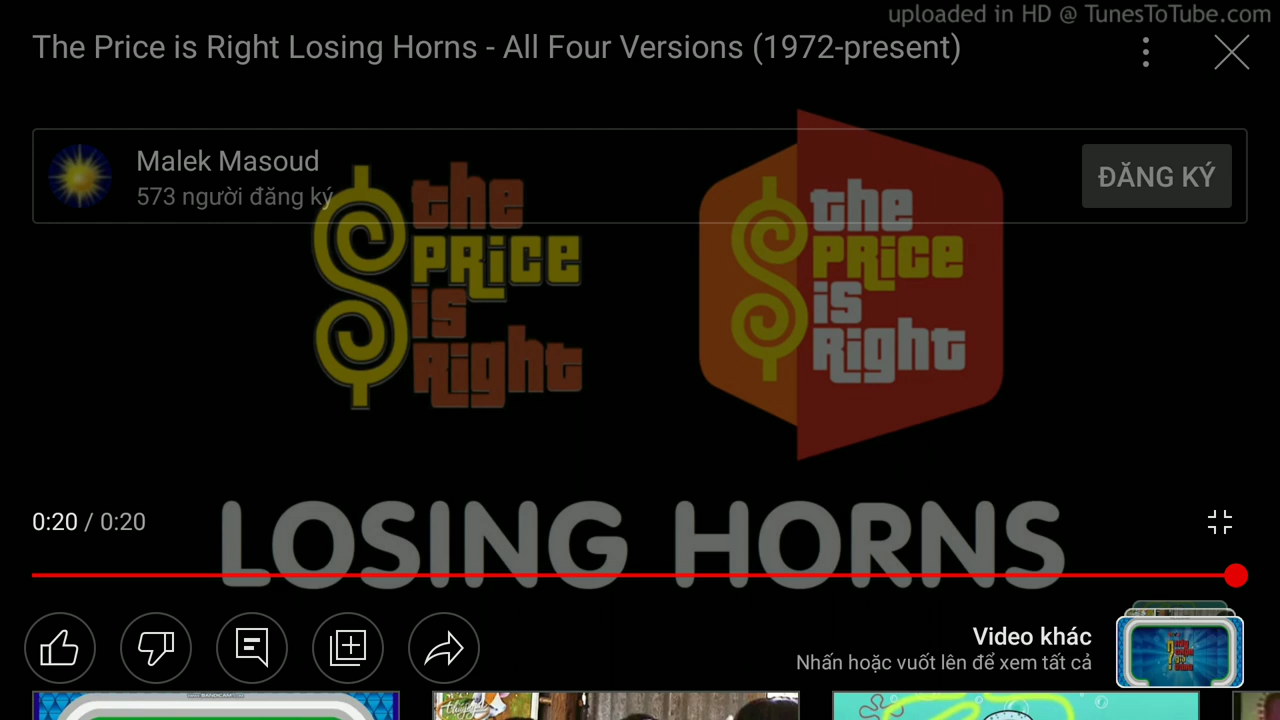 uploaded in HD @ TunesToTube.com
The Price is Right Losing Horns - All Four Versions (1972-present)
Malek Masoud
573 người đăng ký
ĐĂNG KÝ
the
PRiCE
is
Right
the
PRiCE
is
Right
0:20 / 0:20
LOSING HORNS
Video khác
Nhấn hoặc vuốt lên để xem tất cả